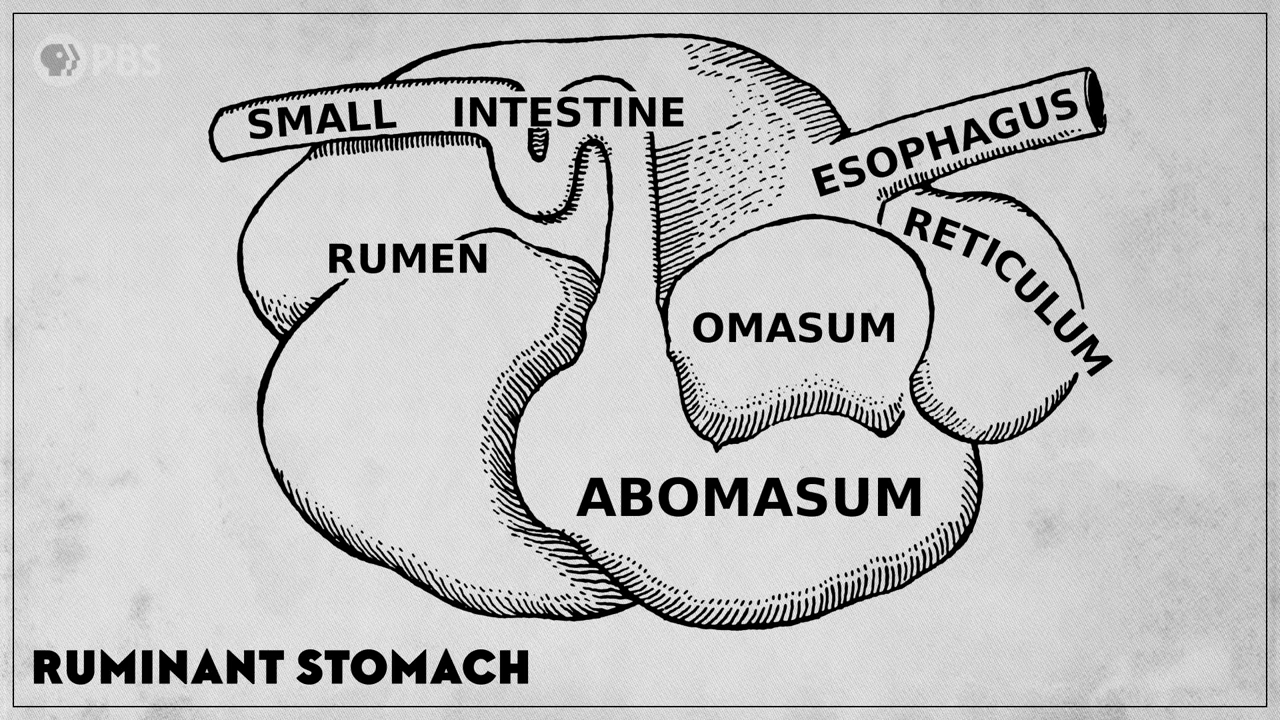 PBS
SMALL INTESTINE
ESOPHAGUS
RETICULUM
RUMEN
OMASUM
ABOMASUM
RUMINANT STOMACH